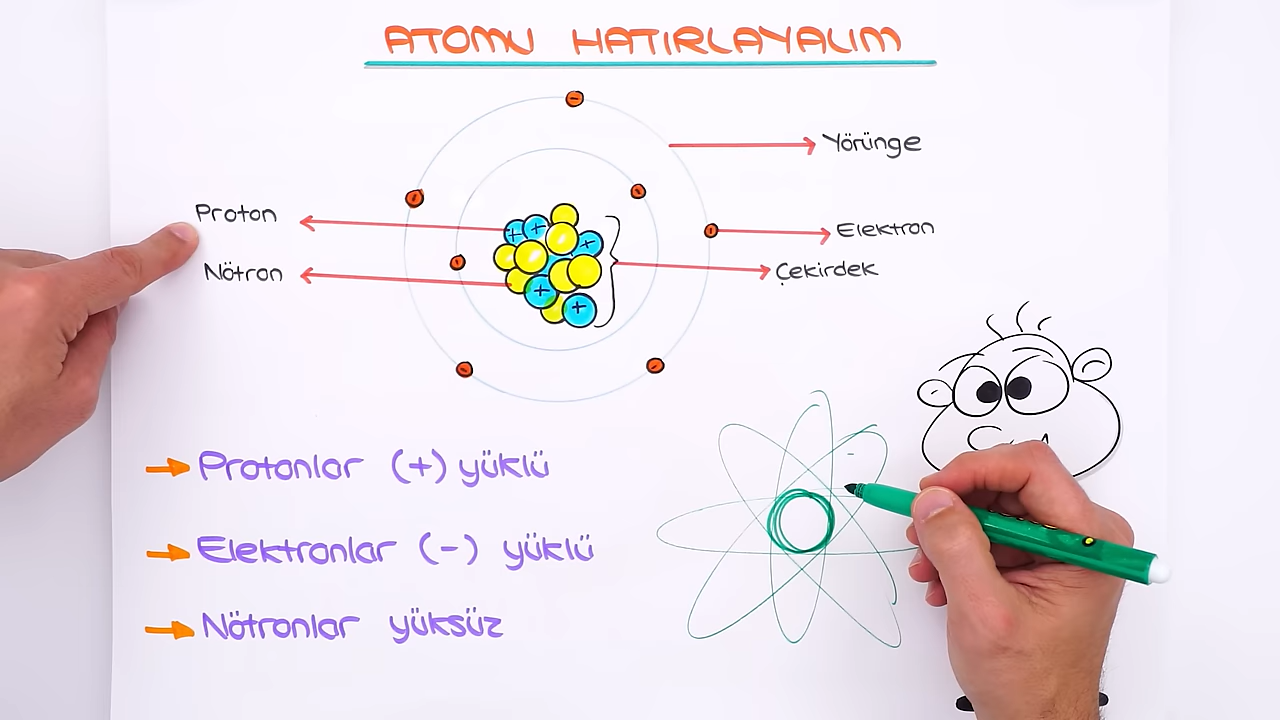 ATOMU HATIRLAYALIM
Yörünge
Proton
Elektron
Nötron
Çekirdek
Protonlar (+) yüklü
Elektronlar (-) yüklü
Nötronlar yüksüz